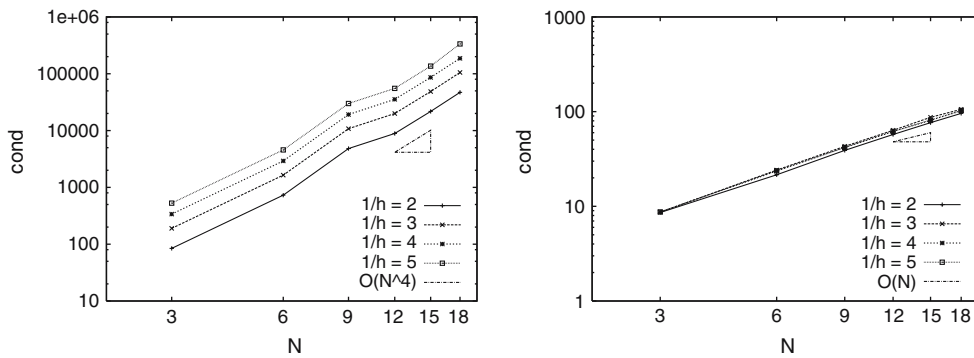 1e+06
100000
10000
1000
100
10
cond
3
6
9
12
15
18
N
1/h = 2
1/h = 3
1/h = 4
1/h = 5
O(N^4)
1000
100
10
1
cond
3
6
9
12
15
18
N
1/h = 2
1/h = 3
1/h = 4
1/h = 5
O(N)